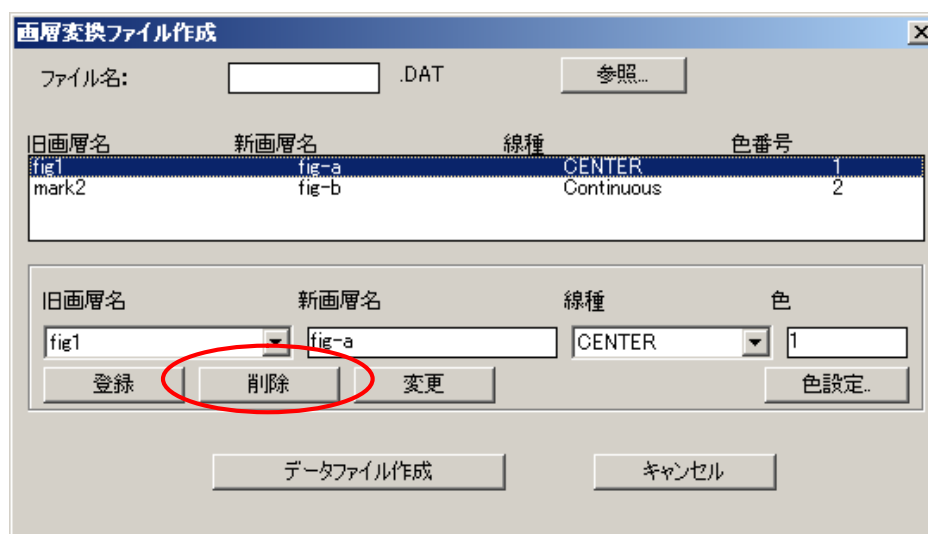 画層変換ファイル作成
ファイル名: .DAT 参照...
旧画層名 新画層名 線種 色番号
fig1 fig-a CENTER 1
mark2 fig-b Continuous 2
旧画層名 新画層名 線種 色
fig1 fig-a CENTER 1
登録 削除 変更 色設定..
データファイル作成 キャンセル